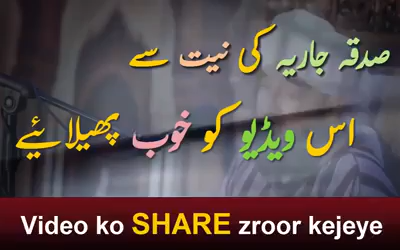 صدقہ جاریہ کی نیت سے
اس ویڈیو کو خوب پھیلائیے
Video ko SHARE zroor kejeye